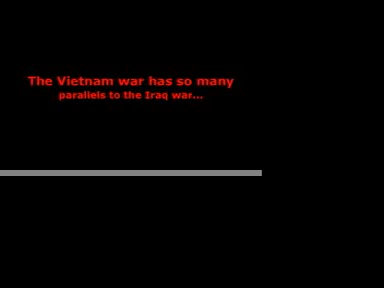 The Vietnam war has so many
parallels to the Iraq war...